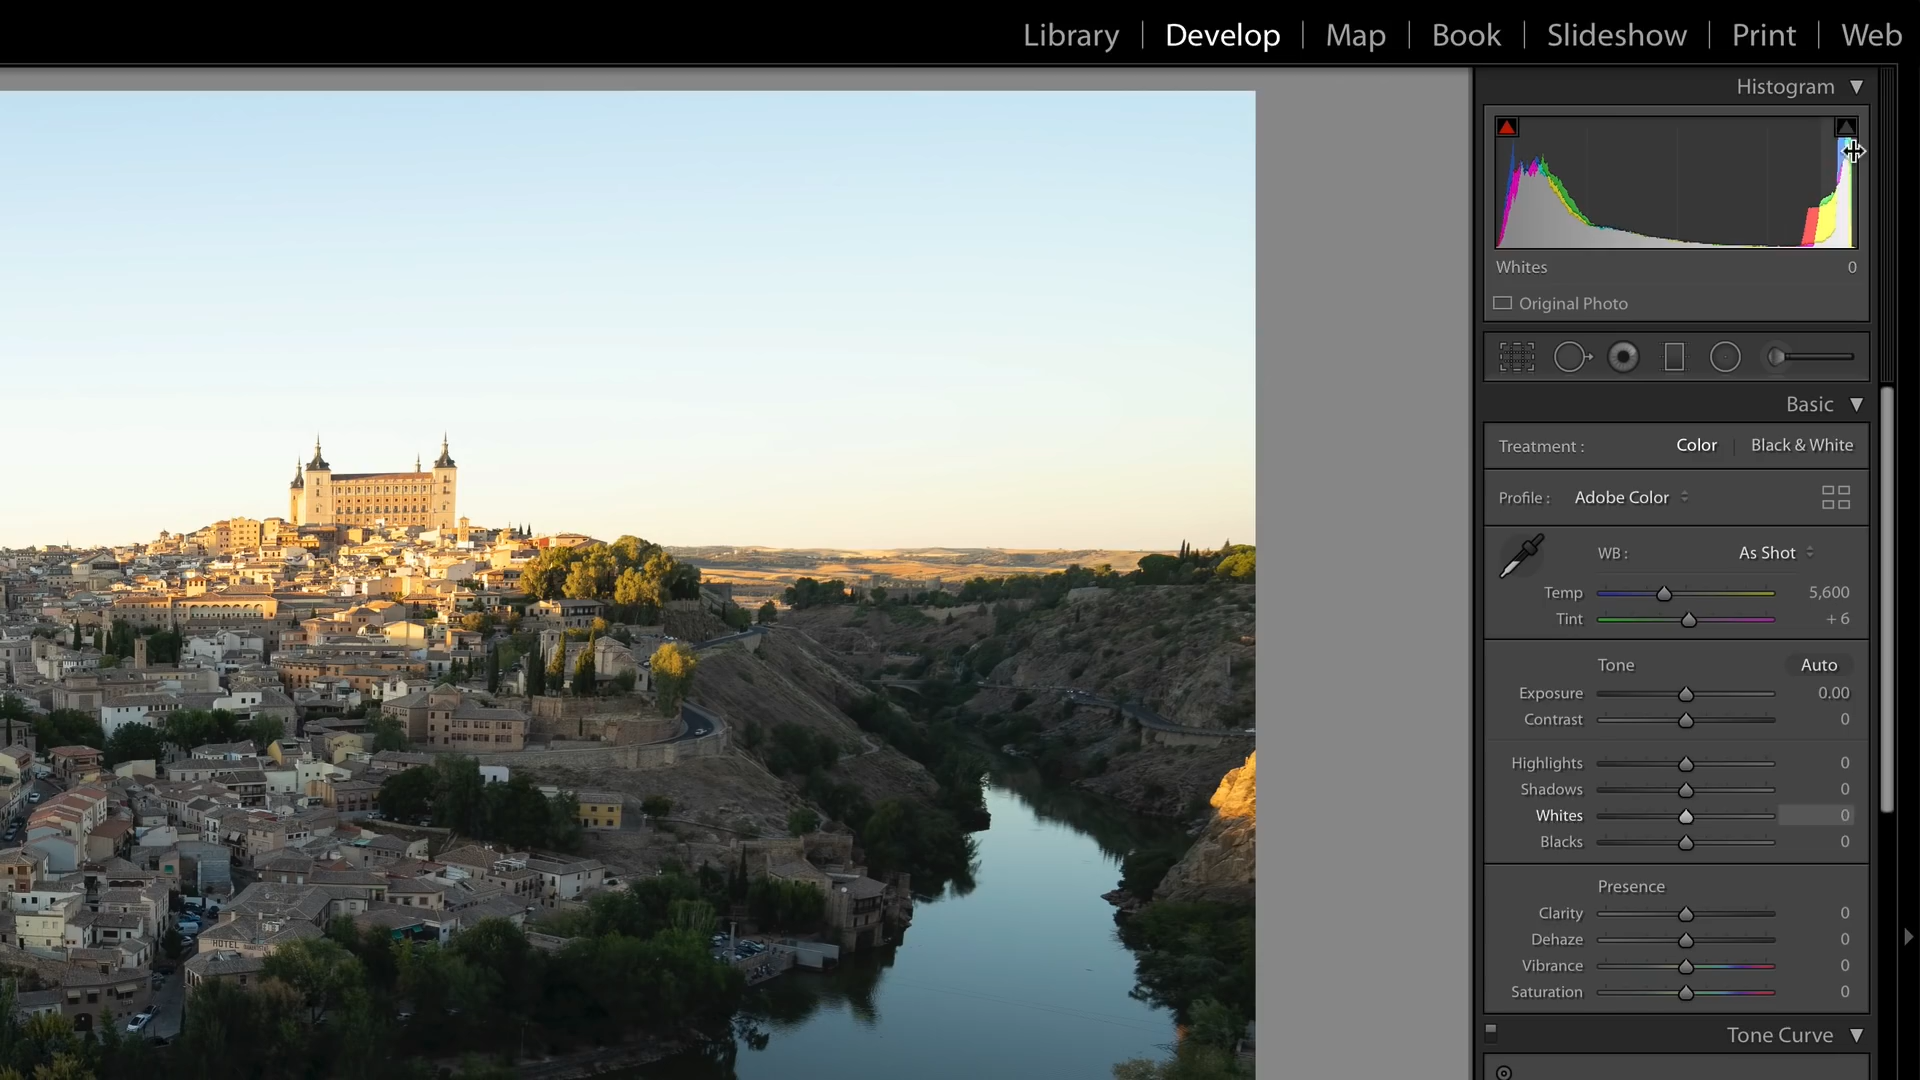 Library | Develop | Map | Book | Slideshow | Print | Web
Histogram
Whites 0
Original Photo
Basic
Treatment : Color | Black & White
Profile : Adobe Color
WB : As Shot
Temp 5,600
Tint + 6
Tone Auto
Exposure 0.00
Contrast 0
Highlights 0
Shadows 0
Whites 0
Blacks 0
Presence
Clarity 0
Dehaze 0
Vibrance 0
Saturation 0
Tone Curve
HOTEL